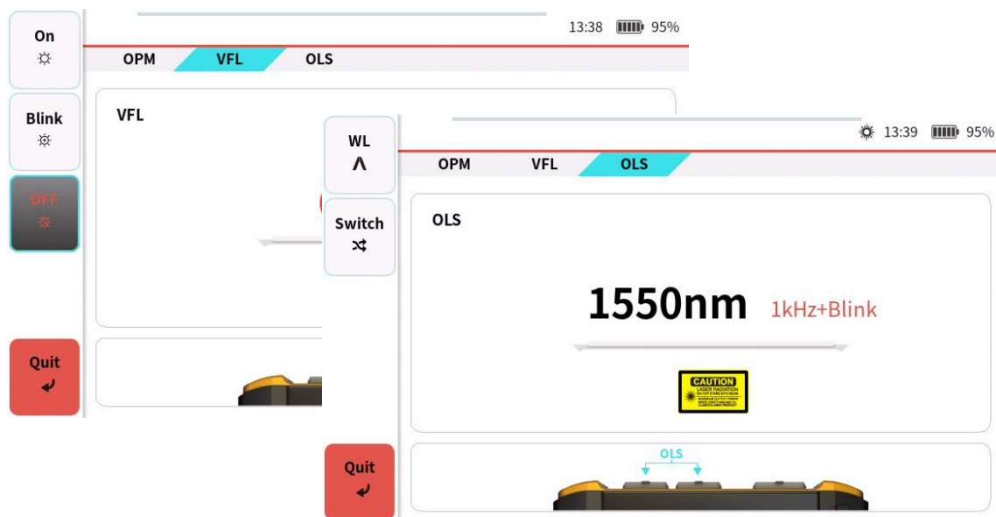 On
Blink
OFF
Quit
13:38 95%
OPM VFL OLS
VFL
WL
Switch
Quit
13:39 95%
OPM VFL OLS
OLS
1550nm 1kHz+Blink
CAUTION
OLS